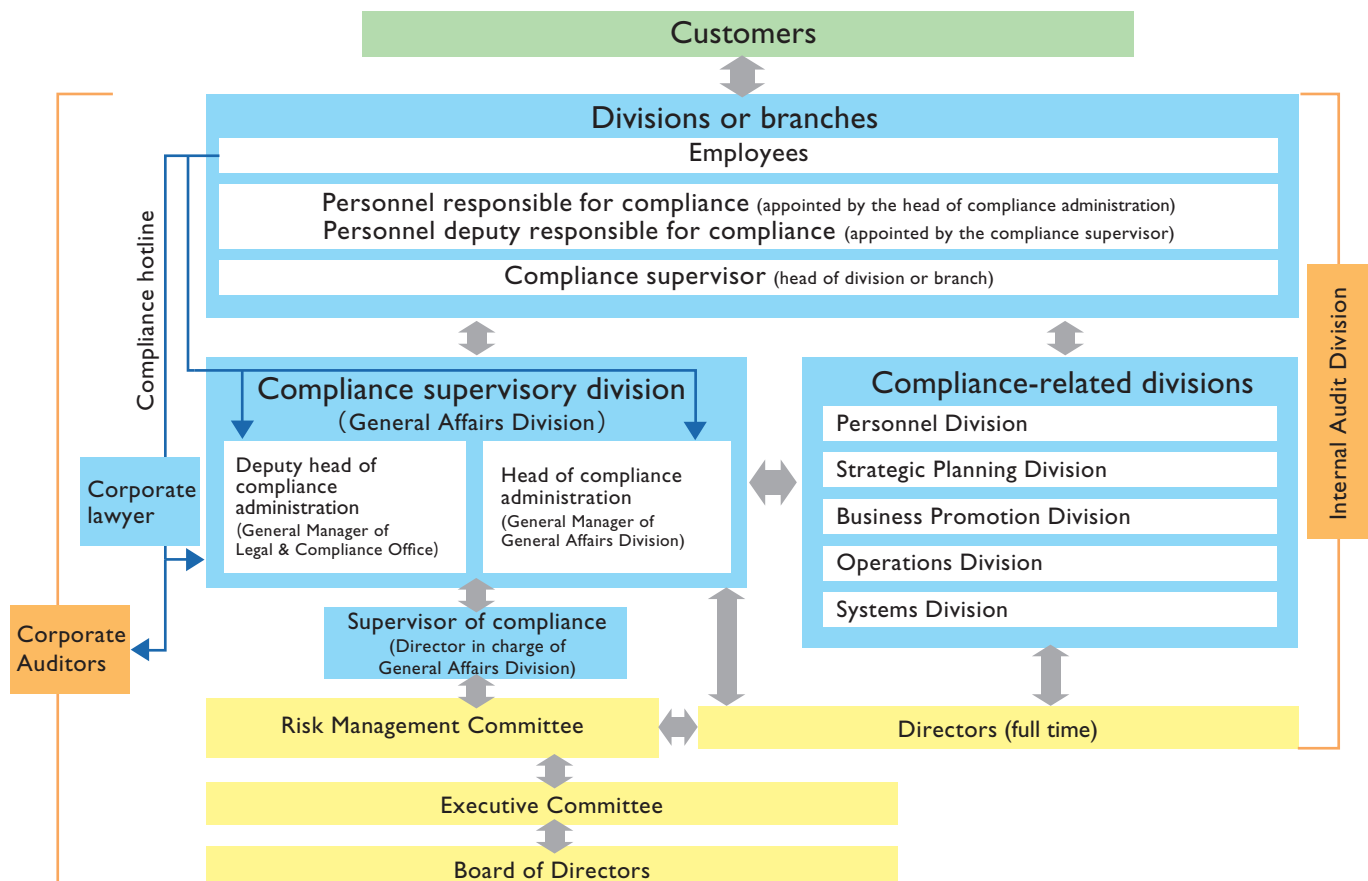 Customers
Divisions or branches
Employees
Personnel responsible for compliance (appointed by the head of compliance administration)
Personnel deputy responsible for compliance (appointed by the compliance supervisor)
Compliance supervisor (head of division or branch)
Compliance hotline
Compliance supervisory division
(General Affairs Division)
Deputy head of
compliance
administration
(General Manager of
Legal & Compliance Office)
Head of compliance
administration
(General Manager of
General Affairs Division)
Compliance-related divisions
Personnel Division
Strategic Planning Division
Business Promotion Division
Operations Division
Systems Division
Internal Audit Division
Corporate
lawyer
Corporate
Auditors
Supervisor of compliance
(Director in charge of
General Affairs Division)
Risk Management Committee
Directors (full time)
Executive Committee
Board of Directors